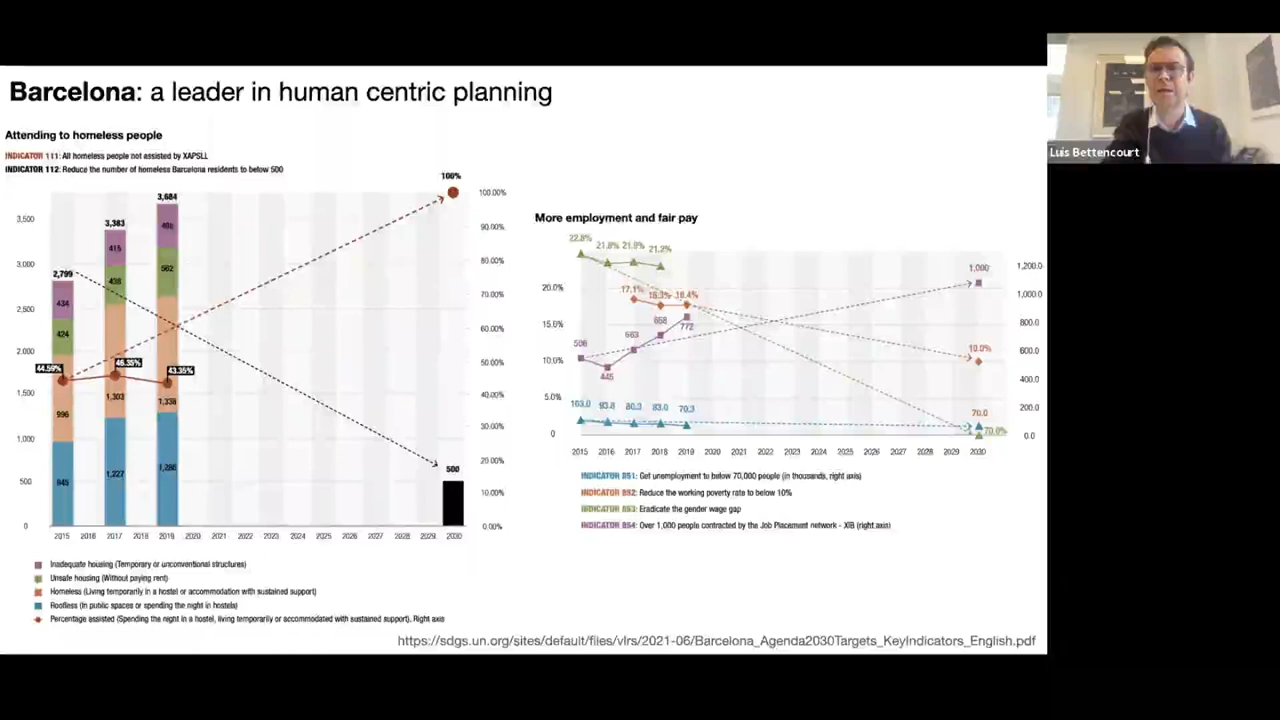 Barcelona: a leader in human centric planning
Attending to homeless people
INDICATOR 111: All homeless people not assisted by XAPSLL
INDICATOR 112: Reduce the number of homeless Barcelona residents to below 500
100%
3,684
3,383
2,799
3,500
3,000
2,500
2,000
1,500
1,000
500
0
100.00%
90.00%
80.00%
70.00%
60.00%
50.00%
40.00%
30.00%
20.00%
10.00%
0.00%
434
424
996
945
415
438
1,303
1,227
562
1,338
44.59%
46.35%
43.35%
500
2015 2016 2017 2018 2019 2020 2021 2022 2023 2024 2025 2026 2027 2028 2029 2030
Inadequate housing (Temporary or unconventional structures)
Unsafe housing (Without paying rent)
Homeless (Living temporarily in a hostel or accommodation with sustained support)
Roofless (In public spaces or spending the night in hostels)
Percentage assisted (Spending the night in a hostel, living temporarily or accommodated with sustained support), Right axis
More employment and fair pay
22.8% 21.8% 21.9% 21.2%
17.1% 16.3% 16.4%
506
445
663
658
772
103.0 93.8 80.3 83.0 70.3
1,000
10.0%
70.0
70.0%
20.0%
15.0%
10.0%
5.0%
0
1,200.0
1,000.0
800.0
600.0
400.0
200.0
0.0
2015 2016 2017 2018 2019 2020 2021 2022 2023 2024 2025 2026 2027 2028 2029 2030
INDICATOR 851: Get unemployment to below 70,000 people (in thousands, right axis)
INDICATOR 852: Reduce the working poverty rate to below 10%
INDICATOR 853: Eradicate the gender wage gap
INDICATOR 854: Over 1,000 people contracted by the Job Placement network - XIB (right axis)
https://sdgs.un.org/sites/default/files/vlrs/2021-06/Barcelona_Agenda2030Targets_KeyIndicators_English.pdf
Luis Bettencourt